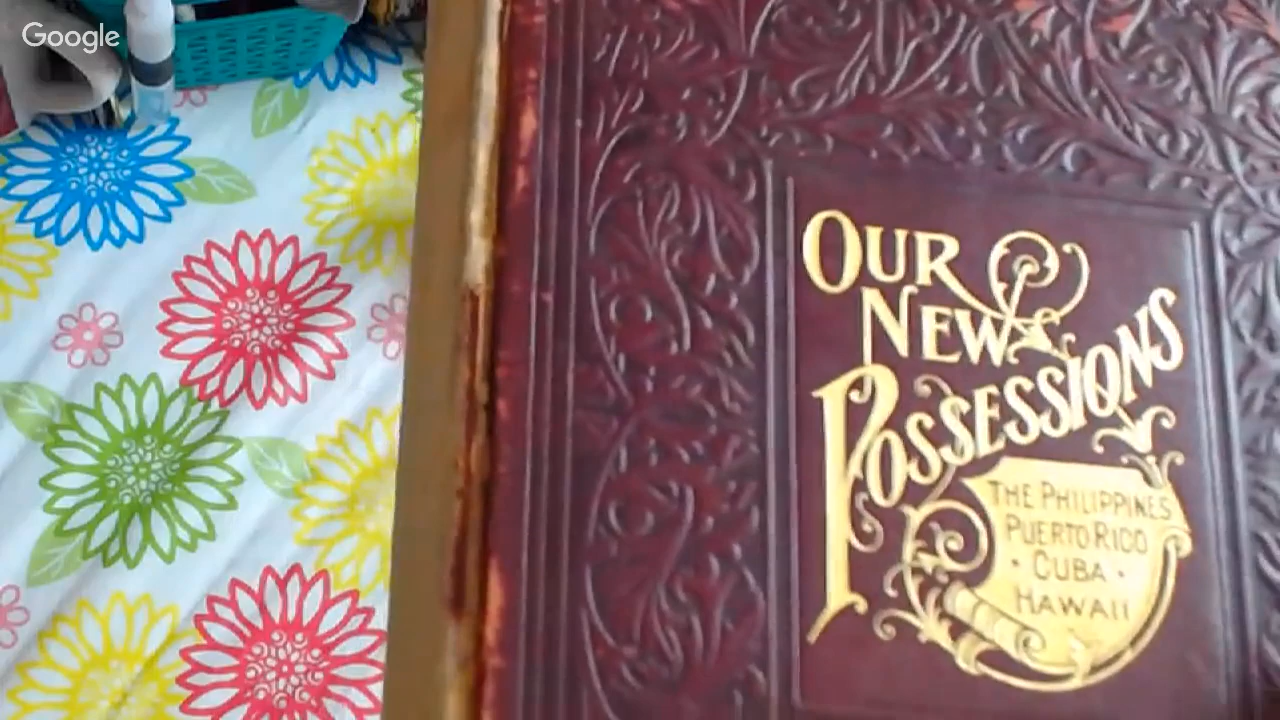 Google
OUR
NEW
POSSESSIONS
THE PHILIPPINES
PUERTO RICO
· CUBA ·
HAWAII